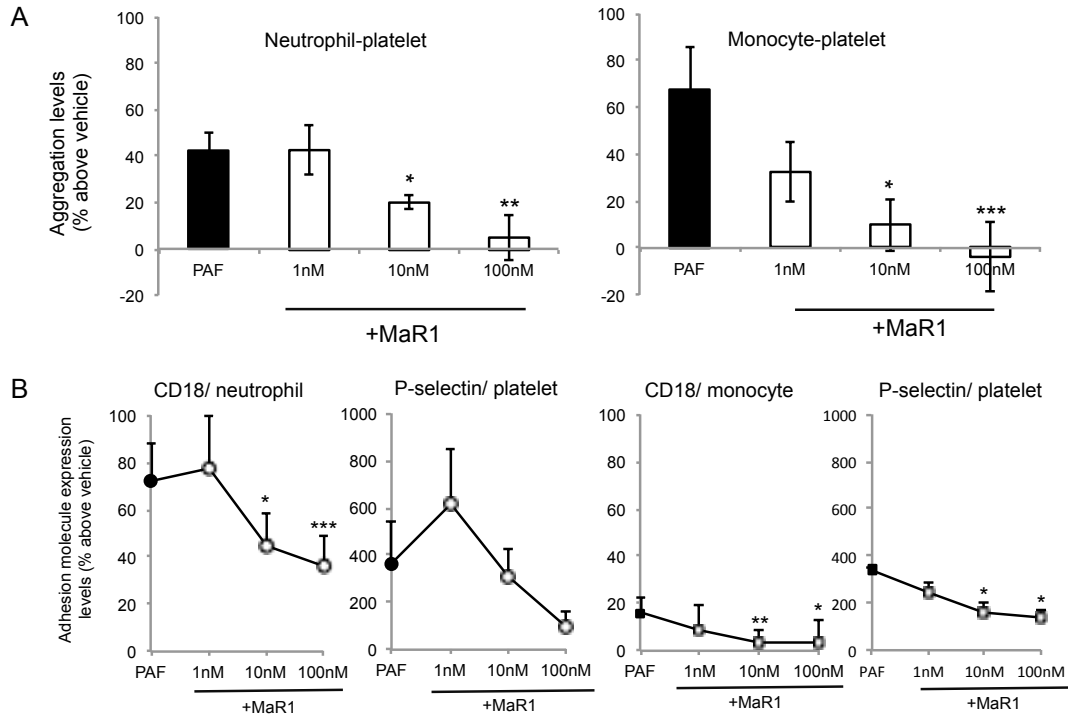 A
Neutrophil-platelet
Aggregation levels
(% above vehicle)
100
80
60
40
20
0
-20
*
**
PAF
1nM
10nM
100nM
+MaR1
Monocyte-platelet
100
80
60
40
20
0
-20
*
***
PAF
1nM
10nM
100nM
+MaR1
B
CD18/ neutrophil
Adhesion molecule expression
levels (% above vehicle)
100
80
60
40
20
0
*
***
PAF
1nM
10nM
100nM
+MaR1
P-selectin/ platelet
1000
800
600
400
200
0
PAF
1nM
10nM
100nM
+MaR1
CD18/ monocyte
100
80
60
40
20
0
**
*
PAF
1nM
10nM
100nM
+MaR1
P-selectin/ platelet
1000
800
600
400
200
0
*
*
PAF
1nM
10nM
100nM
+MaR1